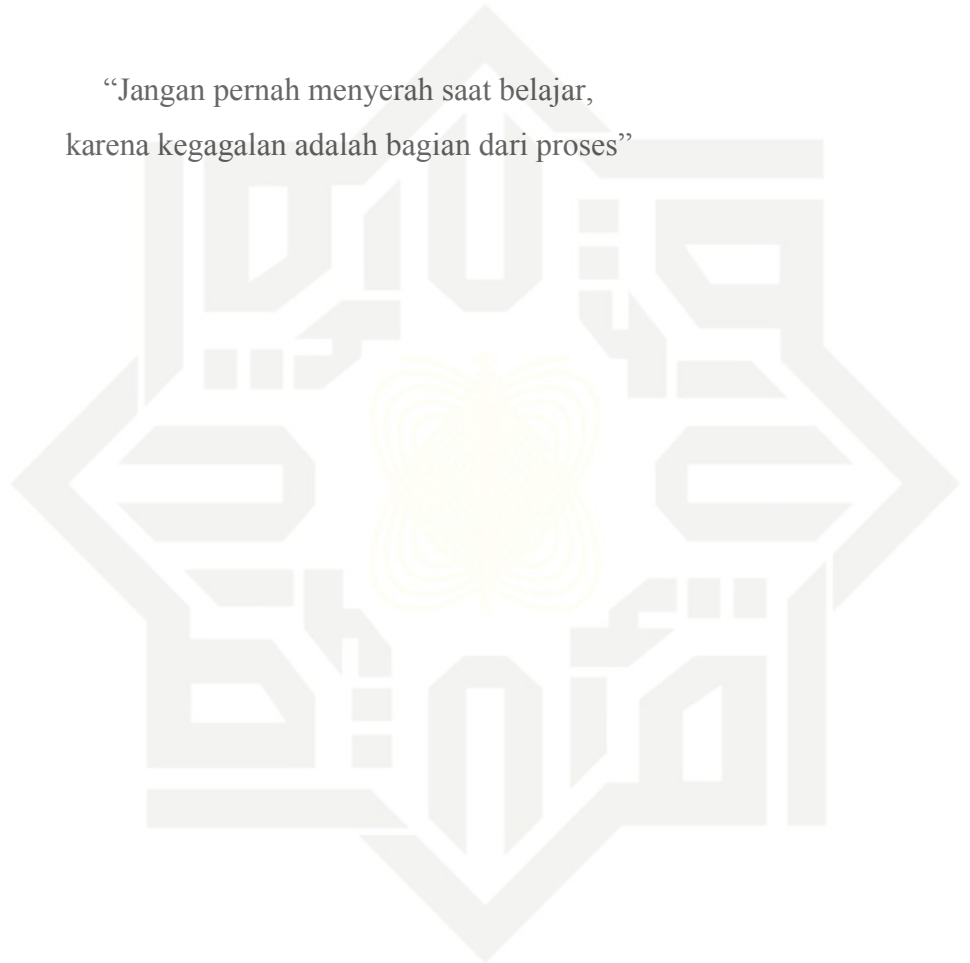 “Jangan pernah menyerah saat belajar,
karena kegagalan adalah bagian dari proses”